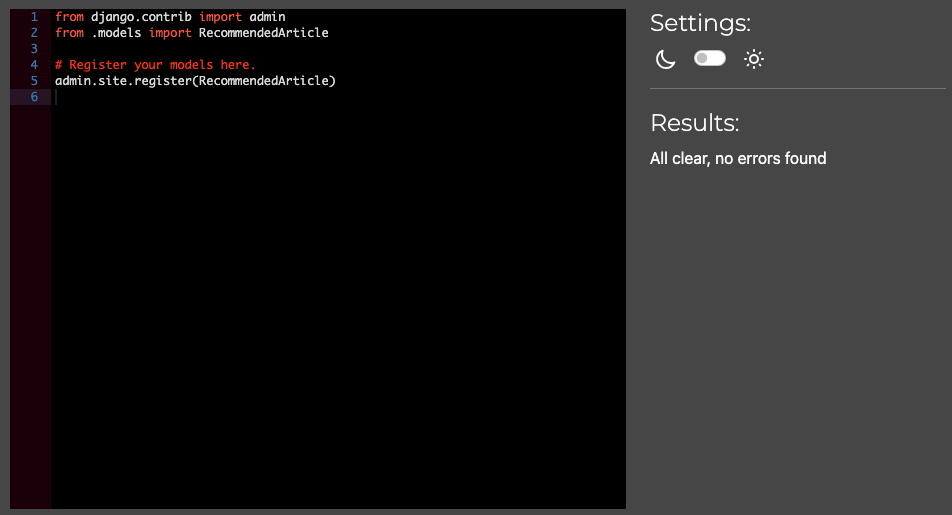 1 from django.contrib import admin
2 from .models import RecommendedArticle
3
4 # Register your models here.
5 admin.site.register(RecommendedArticle)
6
Settings:
Results:
All clear, no errors found